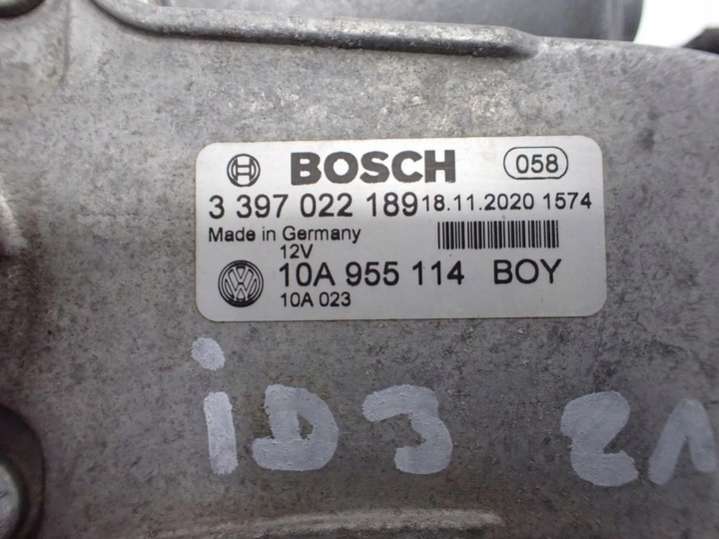 BOSCH 058
3 397 022 189 18.11.2020 1574
Made in Germany
12V
10A 955 114 BOY
10A 023
iD3 21